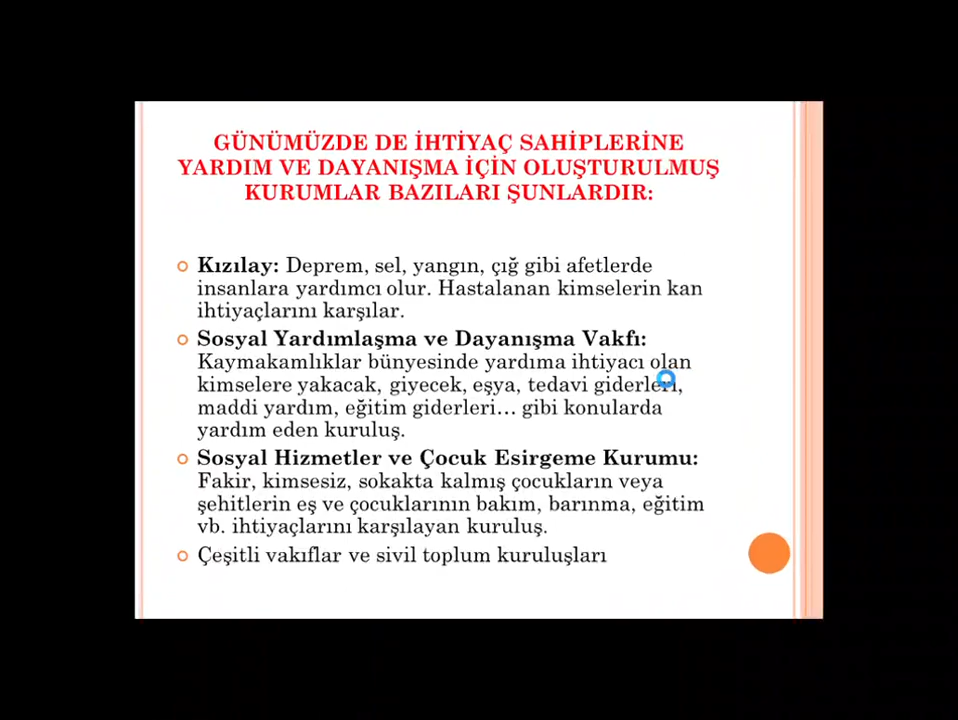 GÜNÜMÜZDE DE İHTİYAÇ SAHİPLERİNE
YARDIM VE DAYANIŞMA İÇİN OLUŞTURULMUŞ
KURUMLAR BAZILARI ŞUNLARDIR:
Kızılay: Deprem, sel, yangın, çığ gibi afetlerde
insanlara yardımcı olur. Hastalanan kimselerin kan
ihtiyaçlarını karşılar.
Sosyal Yardımlaşma ve Dayanışma Vakfı:
Kaymakamlıklar bünyesinde yardıma ihtiyacı olan
kimselere yakacak, giyecek, eşya, tedavi giderleri,
maddi yardım, eğitim giderleri… gibi konularda
yardım eden kuruluş.
Sosyal Hizmetler ve Çocuk Esirgeme Kurumu:
Fakir, kimsesiz, sokakta kalmış çocukların veya
şehitlerin eş ve çocuklarının bakım, barınma, eğitim
vb. ihtiyaçlarını karşılayan kuruluş.
Çeşitli vakıflar ve sivil toplum kuruluşları